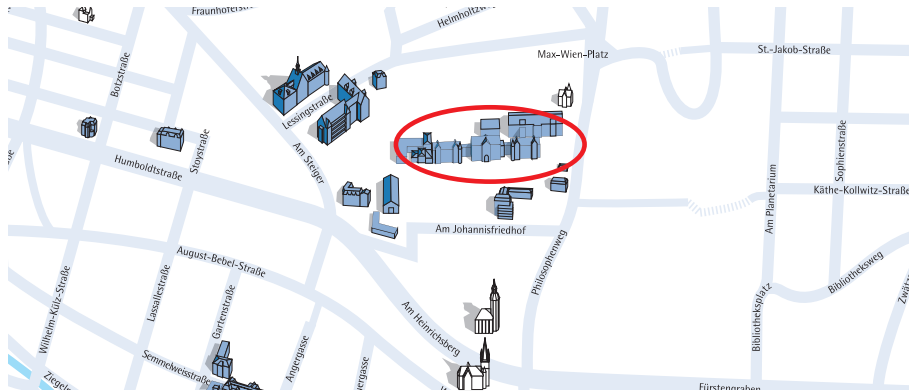 Fraunhoferstr
Helmholtzweg
Max-Wien-Platz
St.-Jakob-Straße
Botzstraße
Lessingstraße
Stoystraße
Humboldtstraße
Am Steiger
Sophienstraße
Am Planetarium
Käthe-Kollwitz-Straße
Am Johannisfriedhof
Philosophenweg
August-Bebel-Straße
Wilhelm-Külz-Straße
Lassallestraße
Gartenstraße
Angergasse
Am Heinrichsberg
Bibliotheksplatz
Bibliotheksweg
Semmelweisstraße
Fürstengraben